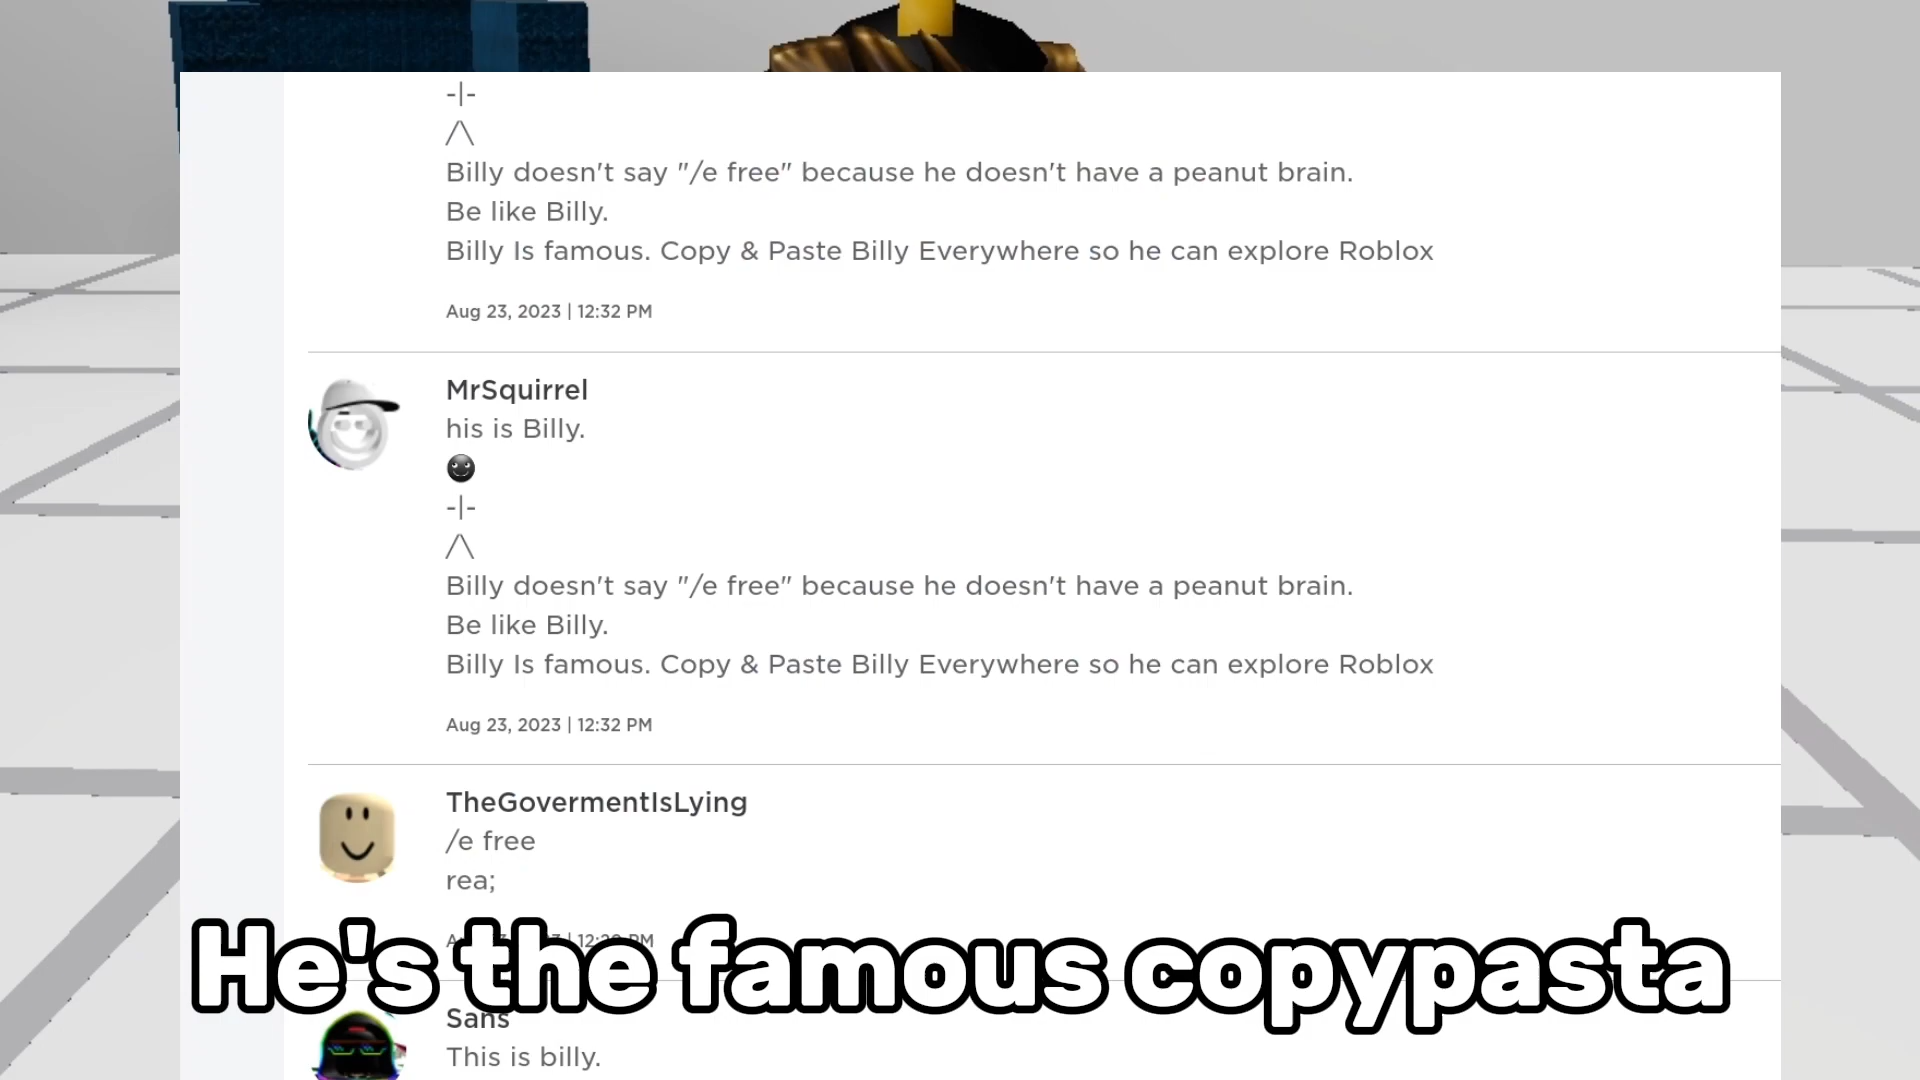 -|-
/\
Billy doesn't say "/e free" because he doesn't have a peanut brain.
Be like Billy.
Billy Is famous. Copy & Paste Billy Everywhere so he can explore Roblox
Aug 23, 2023 | 12:32 PM
MrSquirrel
his is Billy.
-|-
/\
Billy doesn't say "/e free" because he doesn't have a peanut brain.
Be like Billy.
Billy Is famous. Copy & Paste Billy Everywhere so he can explore Roblox
Aug 23, 2023 | 12:32 PM
TheGovermentIsLying
/e free
rea;
He's the famous copypasta
Sans
This is billy.